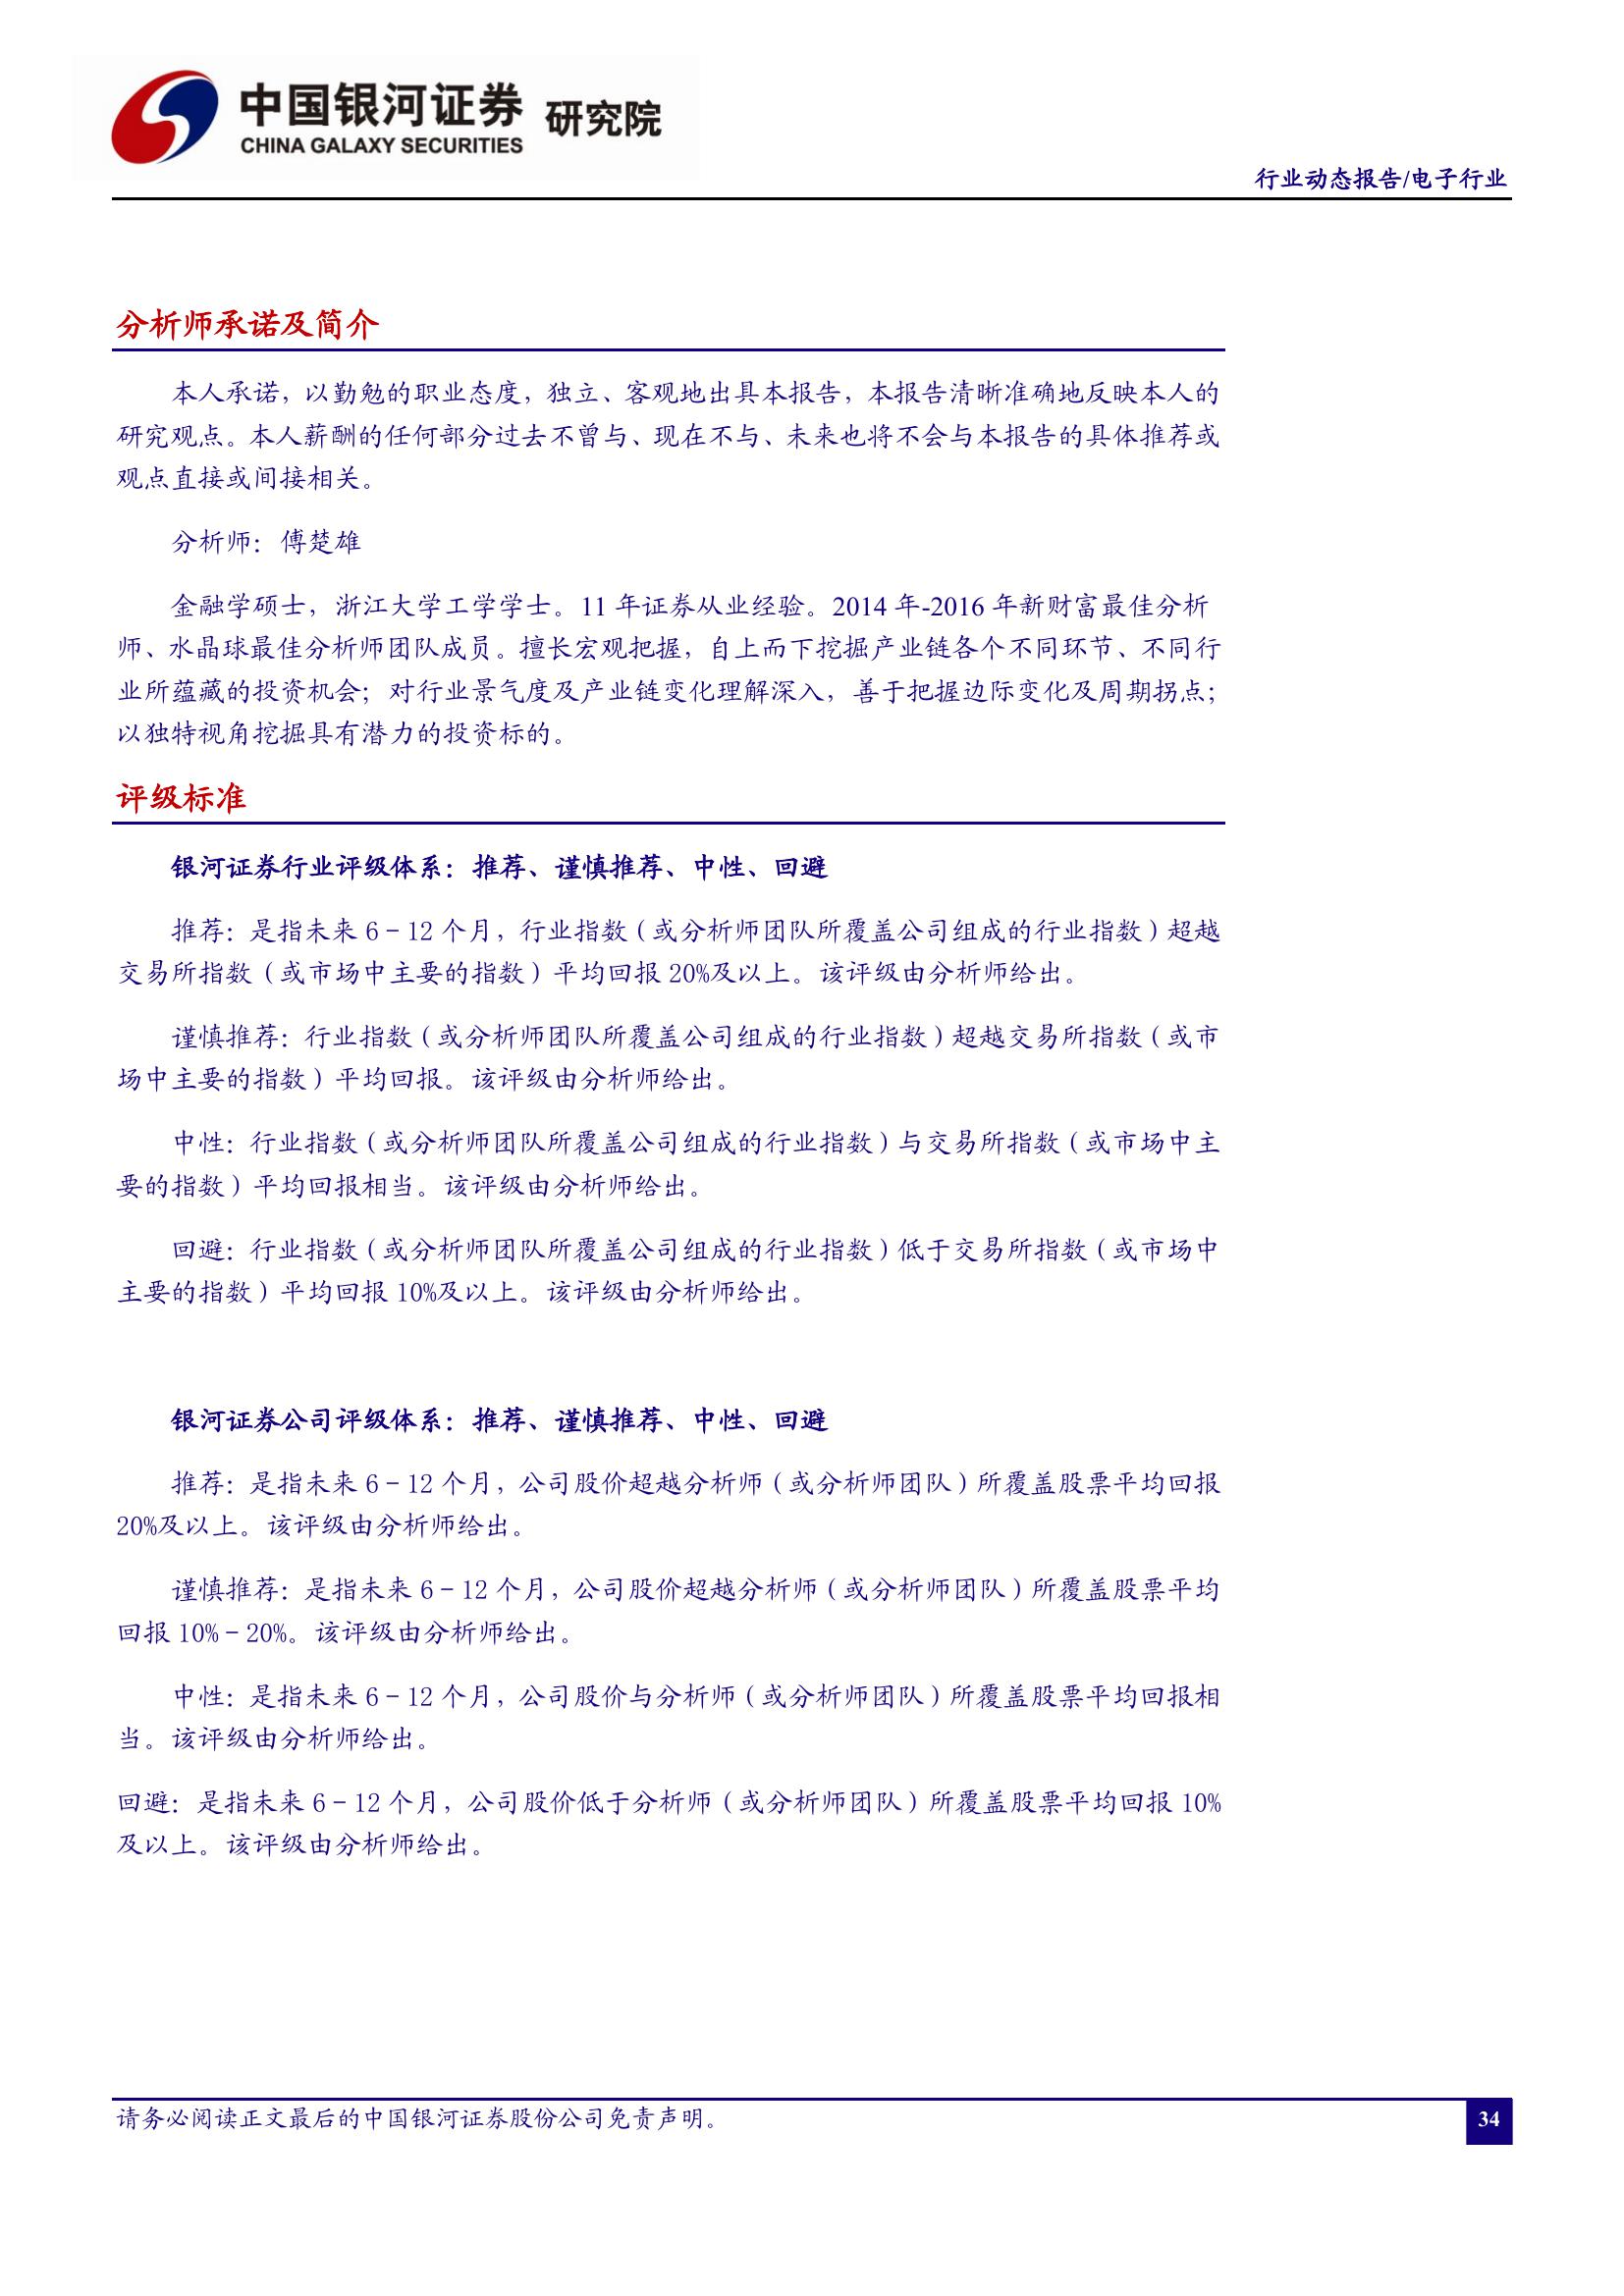 中国银河证券 研究院
CHINA GALAXY SECURITIES
行业动态报告/电子行业
分析师承诺及简介
本人承诺，以勤勉的职业态度，独立、客观地出具本报告，本报告清晰准确地反映本人的
研究观点。本人薪酬的任何部分过去不曾与、现在不与、未来也将不会与本报告的具体推荐或
观点直接或间接相关。
分析师：傅楚雄
金融学硕士，浙江大学工学学士。11 年证券从业经验。2014 年-2016 年新财富最佳分析
师、水晶球最佳分析师团队成员。擅长宏观把握，自上而下挖掘产业链各个不同环节、不同行
业所蕴藏的投资机会；对行业景气度及产业链变化理解深入，善于把握边际变化及周期拐点；
以独特视角挖掘具有潜力的投资标的。
评级标准
银河证券行业评级体系：推荐、谨慎推荐、中性、回避
推荐：是指未来 6－12 个月，行业指数（或分析师团队所覆盖公司组成的行业指数）超越
交易所指数（或市场中主要的指数）平均回报 20%及以上。该评级由分析师给出。
谨慎推荐：行业指数（或分析师团队所覆盖公司组成的行业指数）超越交易所指数（或市
场中主要的指数）平均回报。该评级由分析师给出。
中性：行业指数（或分析师团队所覆盖公司组成的行业指数）与交易所指数（或市场中主
要的指数）平均回报相当。该评级由分析师给出。
回避：行业指数（或分析师团队所覆盖公司组成的行业指数）低于交易所指数（或市场中
主要的指数）平均回报 10%及以上。该评级由分析师给出。
银河证券公司评级体系：推荐、谨慎推荐、中性、回避
推荐：是指未来 6－12 个月，公司股价超越分析师（或分析师团队）所覆盖股票平均回报
20%及以上。该评级由分析师给出。
谨慎推荐：是指未来 6－12 个月，公司股价超越分析师（或分析师团队）所覆盖股票平均
回报 10%－20%。该评级由分析师给出。
中性：是指未来 6－12 个月，公司股价与分析师（或分析师团队）所覆盖股票平均回报相
当。该评级由分析师给出。
回避：是指未来 6－12 个月，公司股价低于分析师（或分析师团队）所覆盖股票平均回报 10%
及以上。该评级由分析师给出。
请务必阅读正文最后的中国银河证券股份公司免责声明。
34